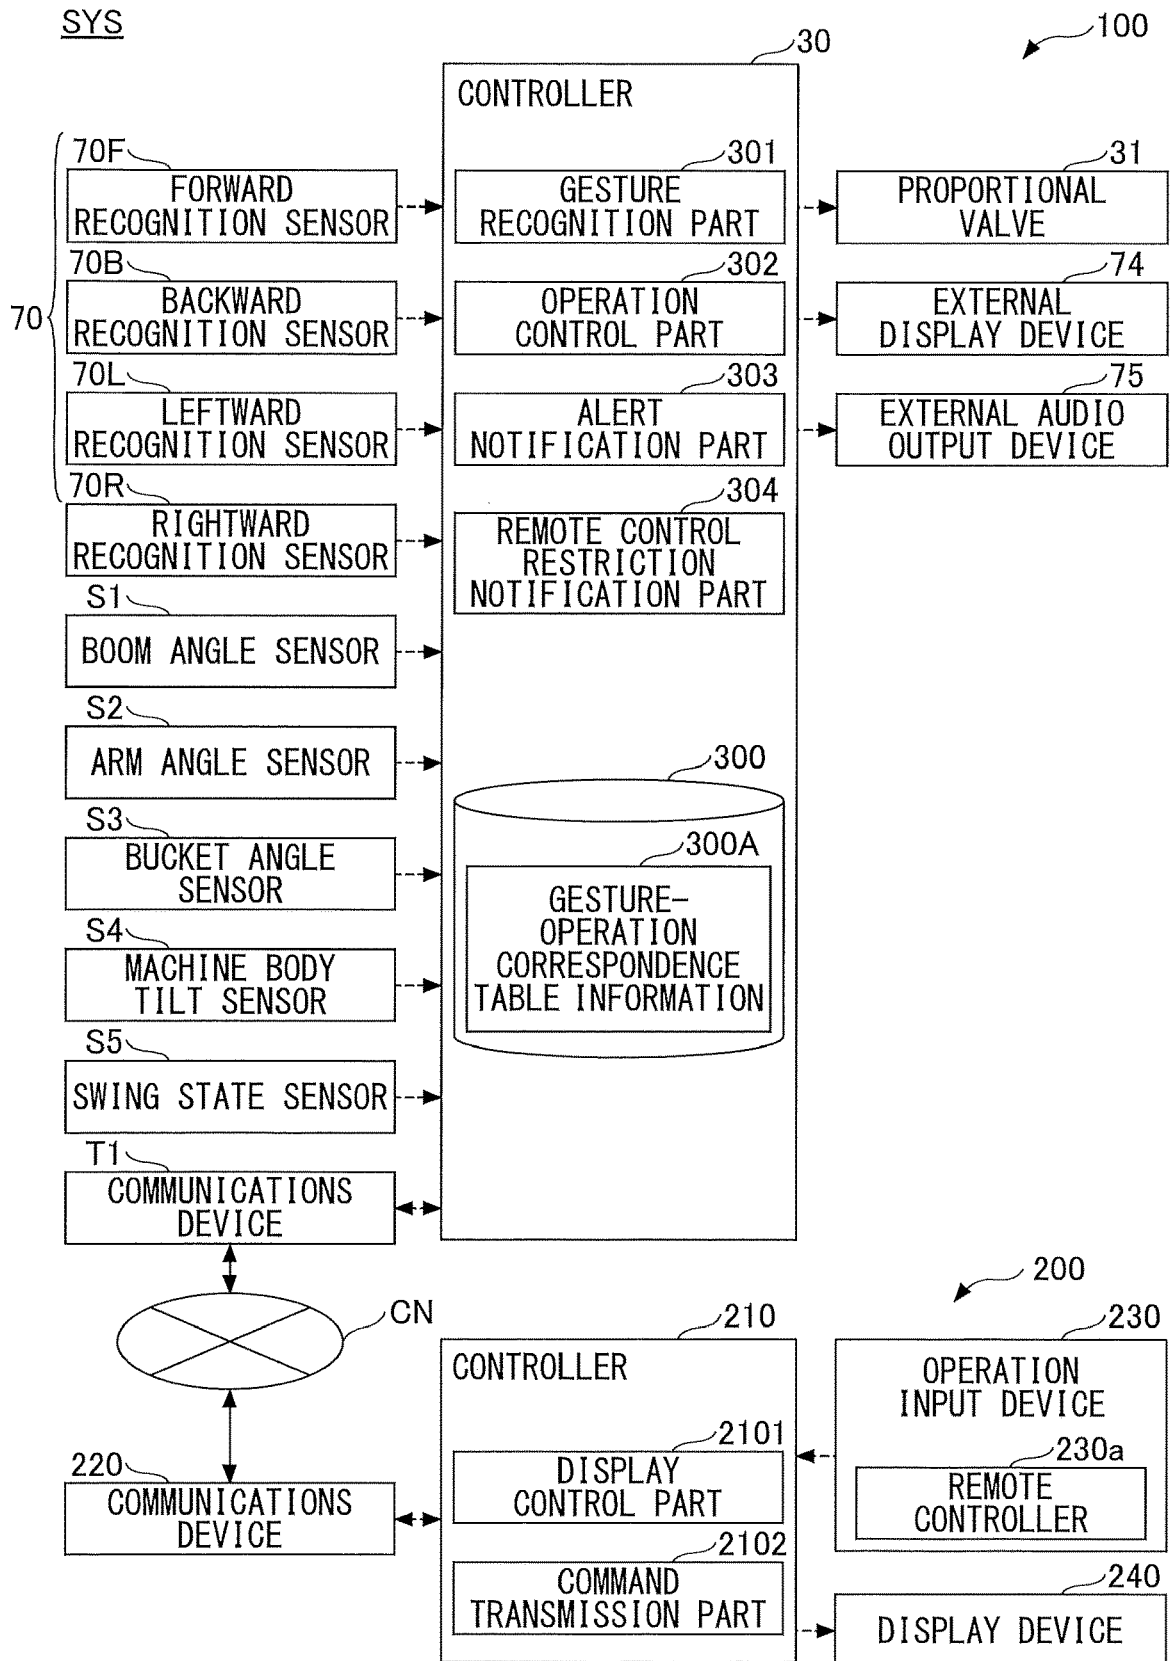 SYS
100
30
CONTROLLER
70
70F
FORWARD
RECOGNITION SENSOR
70B
BACKWARD
RECOGNITION SENSOR
70L
LEFTWARD
RECOGNITION SENSOR
70R
RIGHTWARD
RECOGNITION SENSOR
S1
BOOM ANGLE SENSOR
S2
ARM ANGLE SENSOR
S3
BUCKET ANGLE
SENSOR
S4
MACHINE BODY
TILT SENSOR
S5
SWING STATE SENSOR
T1
COMMUNICATIONS
DEVICE
301
GESTURE
RECOGNITION PART
302
OPERATION
CONTROL PART
303
ALERT
NOTIFICATION PART
304
REMOTE CONTROL
RESTRICTION
NOTIFICATION PART
300
300A
GESTURE-
OPERATION
CORRESPONDENCE
TABLE INFORMATION
31
PROPORTIONAL
VALVE
74
EXTERNAL
DISPLAY DEVICE
75
EXTERNAL AUDIO
OUTPUT DEVICE
CN
200
220
COMMUNICATIONS
DEVICE
210
CONTROLLER
2101
DISPLAY
CONTROL PART
2102
COMMAND
TRANSMISSION PART
230
OPERATION
INPUT DEVICE
230a
REMOTE
CONTROLLER
240
DISPLAY DEVICE